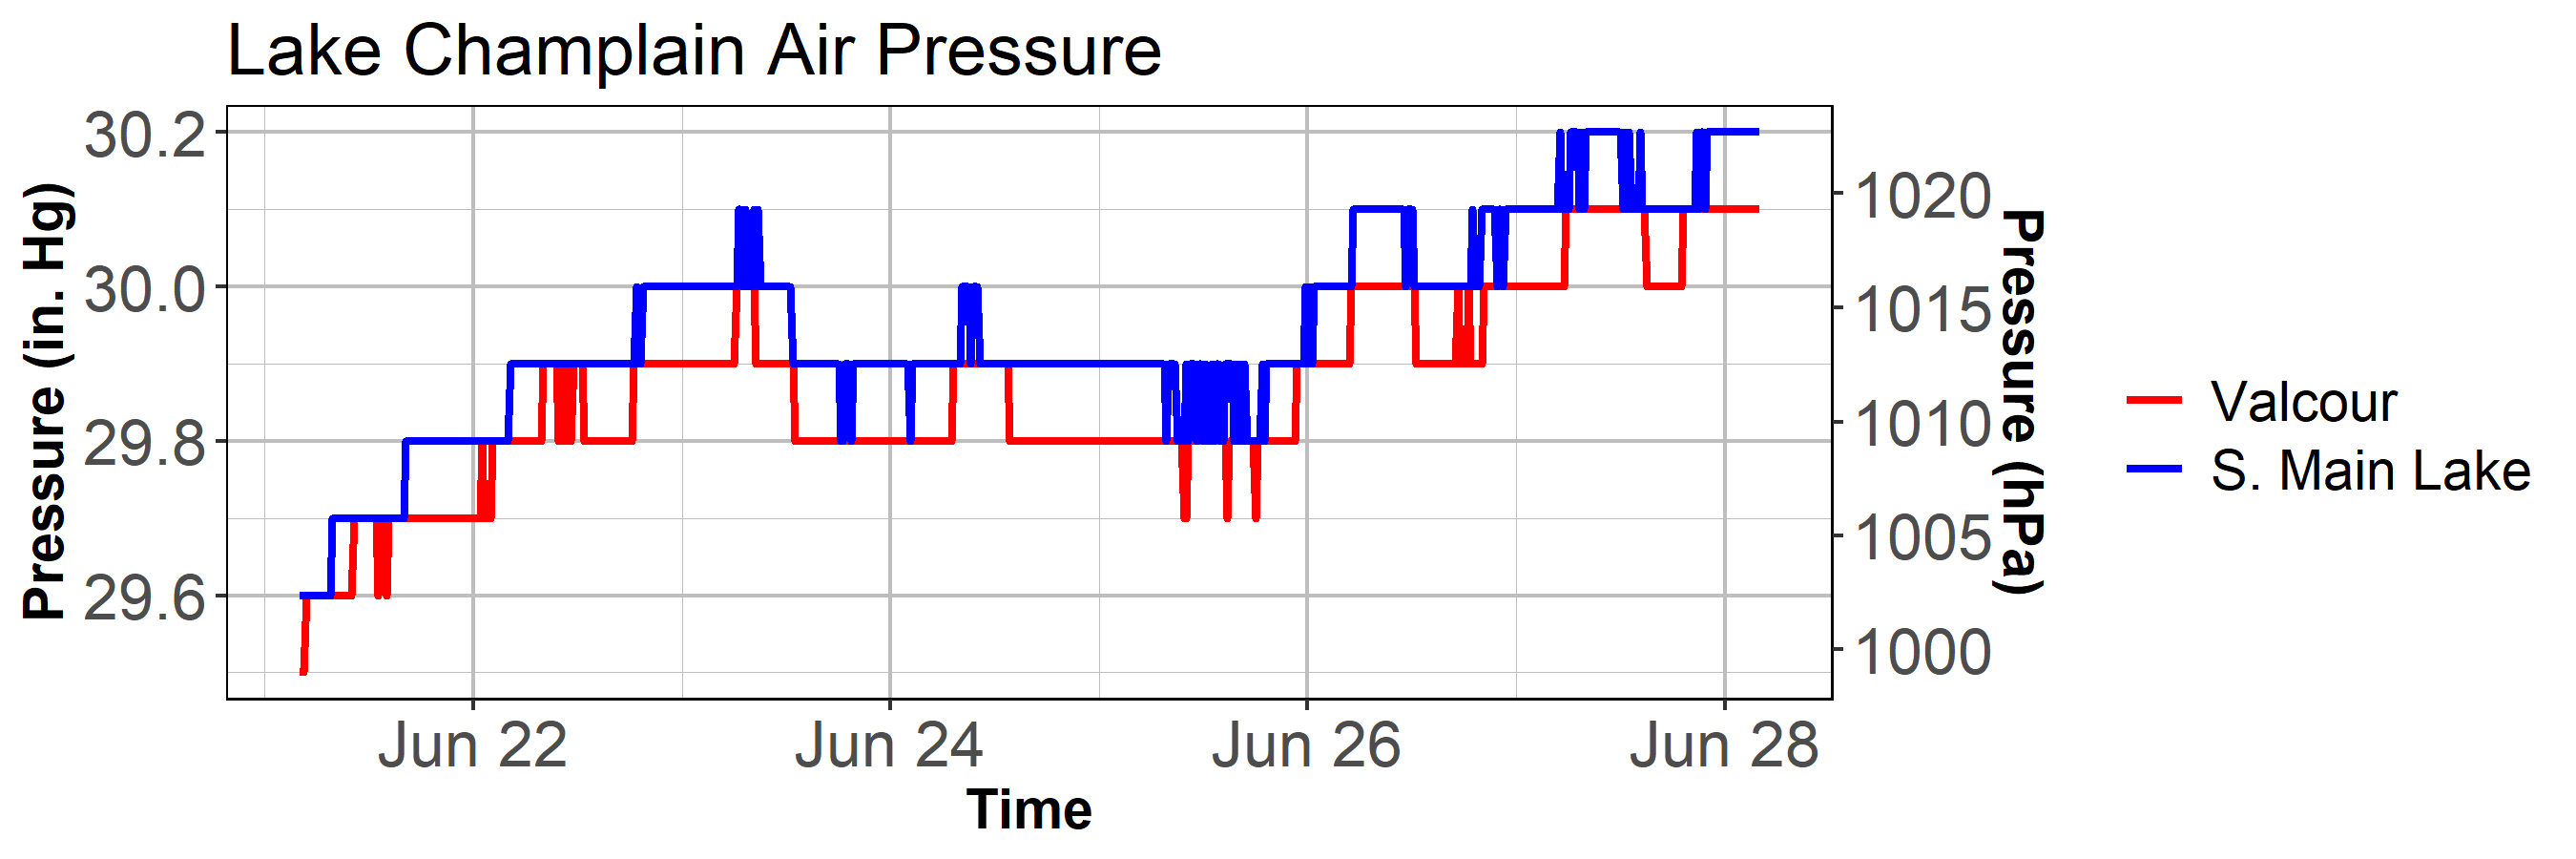 Lake Champlain Air Pressure
30.2
30.0
29.8
29.6
Pressure (in. Hg)
1020
1015
1010
1005
1000
Pressure (hPa)
Jun 22
Jun 24
Jun 26
Jun 28
Time
Valcour
S. Main Lake